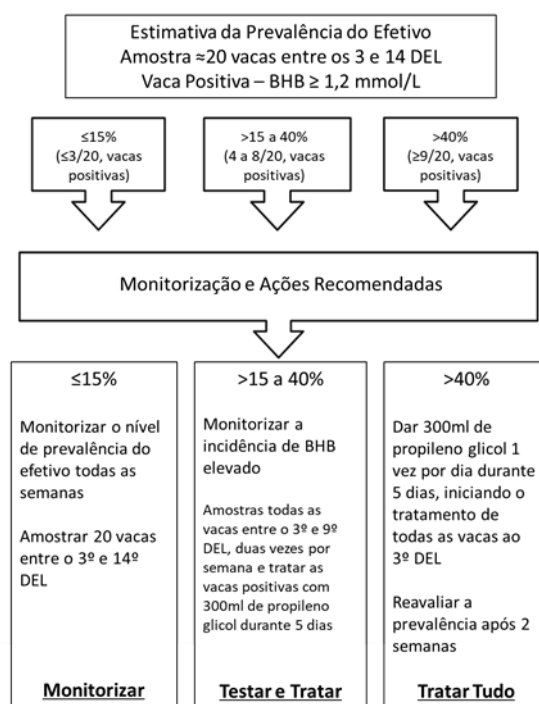 Estimativa da Prevalência do Efetivo
Amostra ≈20 vacas entre os 3 e 14 DEL
Vaca Positiva – BHB ≥ 1,2 mmol/L
≤15%
(≤3/20, vacas
positivas)
>15 a 40%
(4 a 8/20, vacas
positivas)
>40%
(≥9/20, vacas
positivas)
Monitorização e Ações Recomendadas
≤15%
Monitorizar o nível
de prevalência do
efetivo todas as
semanas
Amostrar 20 vacas
entre o 3º e 14º
DEL
Monitorizar
>15 a 40%
Monitorizar a
incidência de BHB
elevado
Amostras todas as
vacas entre o 3º e 9º
DEL, duas vezes por
semana e tratar as
vacas positivas com
300ml de propileno
glicol durante 5 dias
Testar e Tratar
>40%
Dar 300ml de
propileno glicol 1
vez por dia durante
5 dias, iniciando o
tratamento de
todas as vacas ao
3º DEL
Reavaliar a
prevalência após 2
semanas
Tratar Tudo